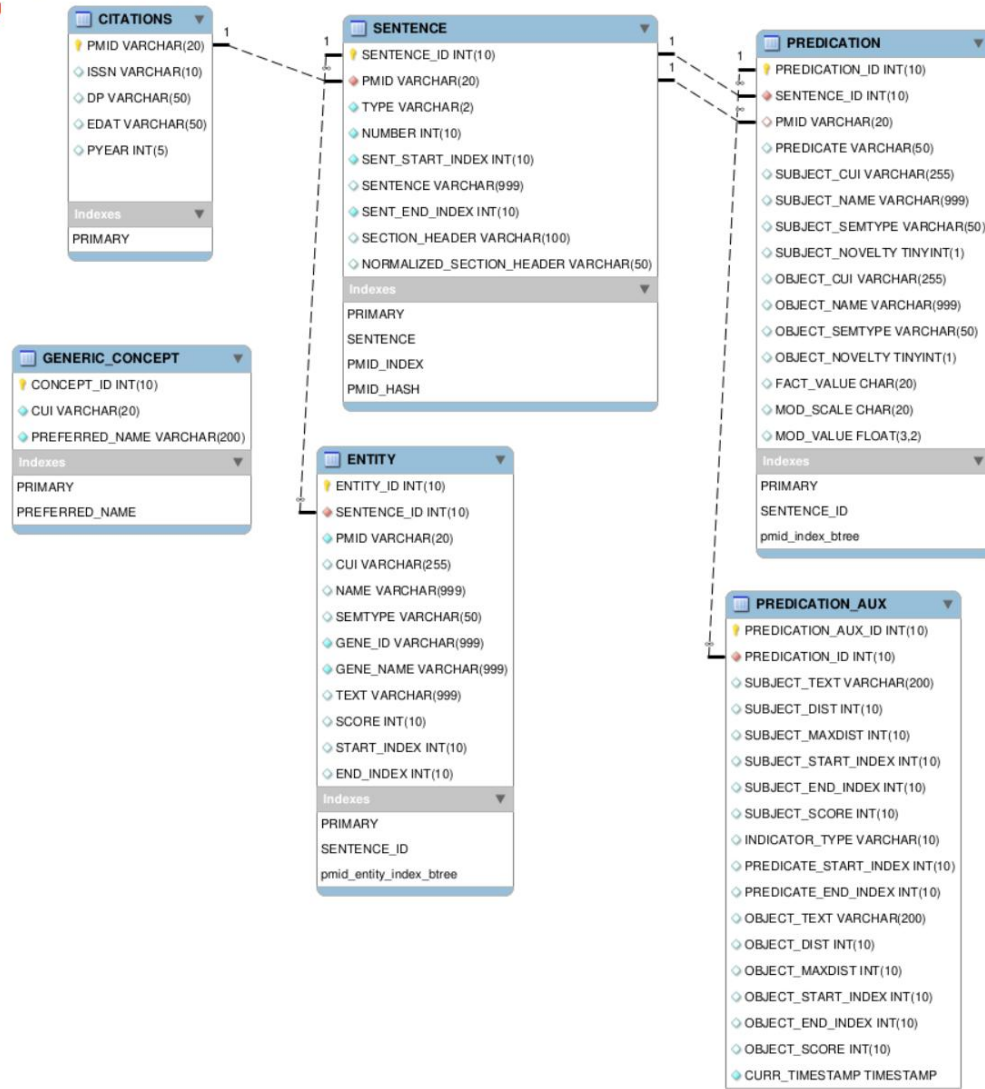 CITATIONS
PMID VARCHAR(20)
ISSN VARCHAR(10)
DP VARCHAR(50)
EDAT VARCHAR(50)
PYEAR INT(5)
Indexes
PRIMARY
1
1
SENTENCE
SENTENCE_ID INT(10)
PMID VARCHAR(20)
TYPE VARCHAR(2)
NUMBER INT(10)
SENT_START_INDEX INT(10)
SENTENCE VARCHAR(999)
SENT_END_INDEX INT(10)
SECTION_HEADER VARCHAR(100)
NORMALIZED_SECTION_HEADER VARCHAR(50)
Indexes
PRIMARY
SENTENCE
PMID_INDEX
PMID_HASH
1
1
1
PREDICATION
PREDICATION_ID INT(10)
SENTENCE_ID INT(10)
PMID VARCHAR(20)
PREDICATE VARCHAR(50)
SUBJECT_CUI VARCHAR(255)
SUBJECT_NAME VARCHAR(999)
SUBJECT_SEMTYPE VARCHAR(50)
SUBJECT_NOVELTY TINYINT(1)
OBJECT_CUI VARCHAR(255)
OBJECT_NAME VARCHAR(999)
OBJECT_SEMTYPE VARCHAR(50)
OBJECT_NOVELTY TINYINT(1)
FACT_VALUE CHAR(20)
MOD_SCALE CHAR(20)
MOD_VALUE FLOAT(3,2)
Indexes
PRIMARY
SENTENCE_ID
pmid_index_btree
GENERIC_CONCEPT
CONCEPT_ID INT(10)
CUI VARCHAR(20)
PREFERRED_NAME VARCHAR(200)
Indexes
PRIMARY
PREFERRED_NAME
ENTITY
ENTITY_ID INT(10)
SENTENCE_ID INT(10)
PMID VARCHAR(20)
CUI VARCHAR(255)
NAME VARCHAR(999)
SEMTYPE VARCHAR(50)
GENE_ID VARCHAR(999)
GENE_NAME VARCHAR(999)
TEXT VARCHAR(999)
SCORE INT(10)
START_INDEX INT(10)
END_INDEX INT(10)
Indexes
PRIMARY
SENTENCE_ID
pmid_entity_index_btree
PREDICATION_AUX
PREDICATION_AUX_ID INT(10)
PREDICATION_ID INT(10)
SUBJECT_TEXT VARCHAR(200)
SUBJECT_DIST INT(10)
SUBJECT_MAXDIST INT(10)
SUBJECT_START_INDEX INT(10)
SUBJECT_END_INDEX INT(10)
SUBJECT_SCORE INT(10)
INDICATOR_TYPE VARCHAR(10)
PREDICATE_START_INDEX INT(10)
PREDICATE_END_INDEX INT(10)
OBJECT_TEXT VARCHAR(200)
OBJECT_DIST INT(10)
OBJECT_MAXDIST INT(10)
OBJECT_START_INDEX INT(10)
OBJECT_END_INDEX INT(10)
OBJECT_SCORE INT(10)
CURR_TIMESTAMP TIMESTAMP